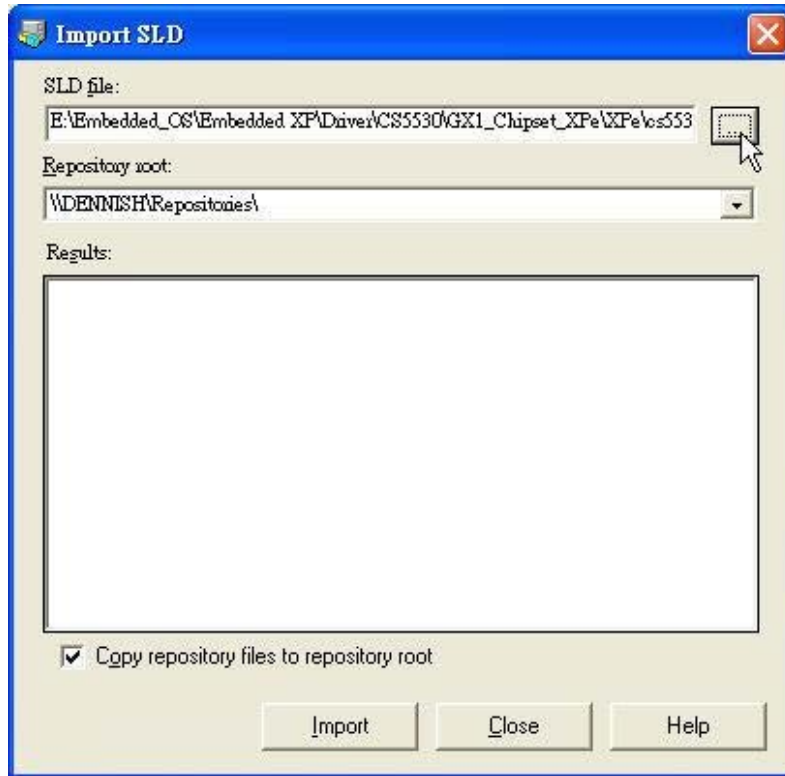 Import SLD
SLD file:
E:\Embedded_OS\Embedded XP\Driver\CS5530\GX1_Chipset_XPe\XPe\cs553
...
Repository root:
\\DENNISH\Repositories\
Results:
Copy repository files to repository root
Import
Close
Help